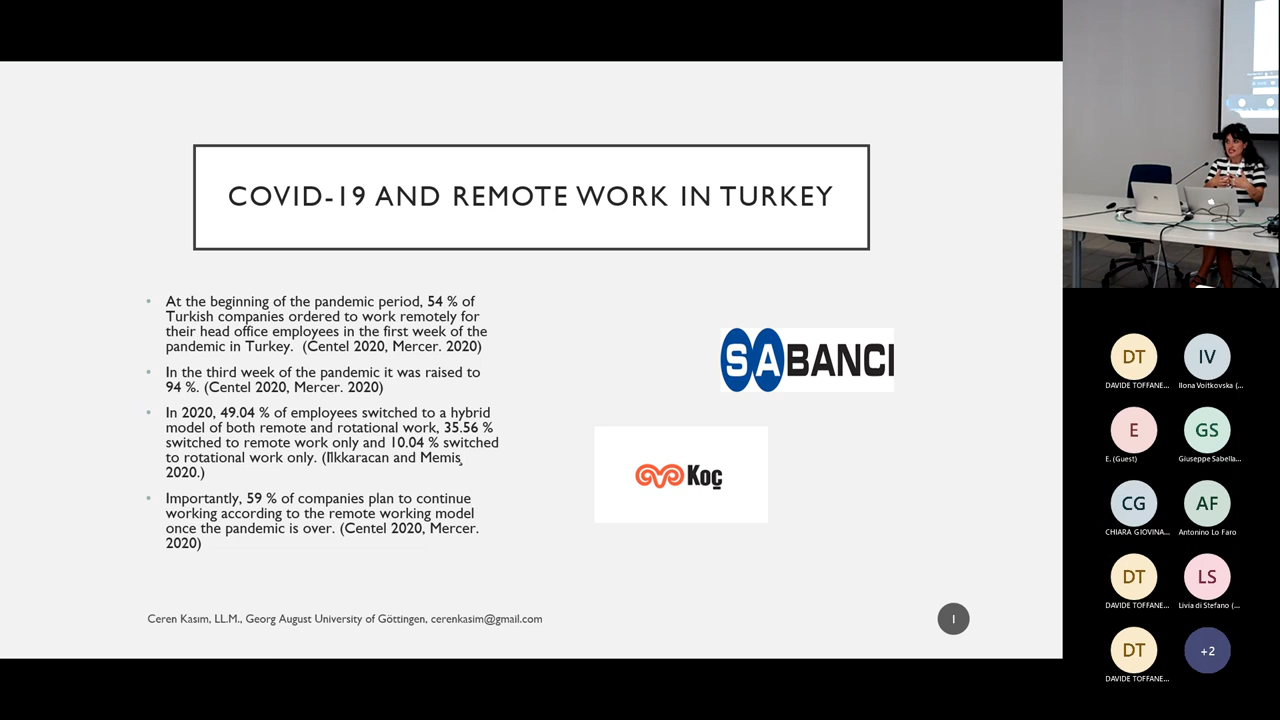 COVID-19 AND REMOTE WORK IN TURKEY
• At the beginning of the pandemic period, 54 % of
Turkish companies ordered to work remotely for
their head office employees in the first week of the
pandemic in Turkey. (Centel 2020, Mercer. 2020)
• In the third week of the pandemic it was raised to
94 %. (Centel 2020, Mercer. 2020)
• In 2020, 49.04 % of employees switched to a hybrid
model of both remote and rotational work, 35.56 %
switched to remote work only and 10.04 % switched
to rotational work only. (İlkkaracan and Memiş
2020.)
• Importantly, 59 % of companies plan to continue
working according to the remote working model
once the pandemic is over. (Centel 2020, Mercer.
2020)
SABANCI
Koç
Ceren Kasım, LL.M., Georg August University of Göttingen, cerenkasim@gmail.com
1
DT
DAVIDE TOFFANE...
IV
Ilona Voitkovska (...
E
E. (Guest)
GS
Giuseppe Sabella...
CG
CHIARA GIOVINA...
AF
Antonino Lo Faro
DT
DAVIDE TOFFANE...
LS
Livia di Stefano (...
DT
DAVIDE TOFFANE...
+2